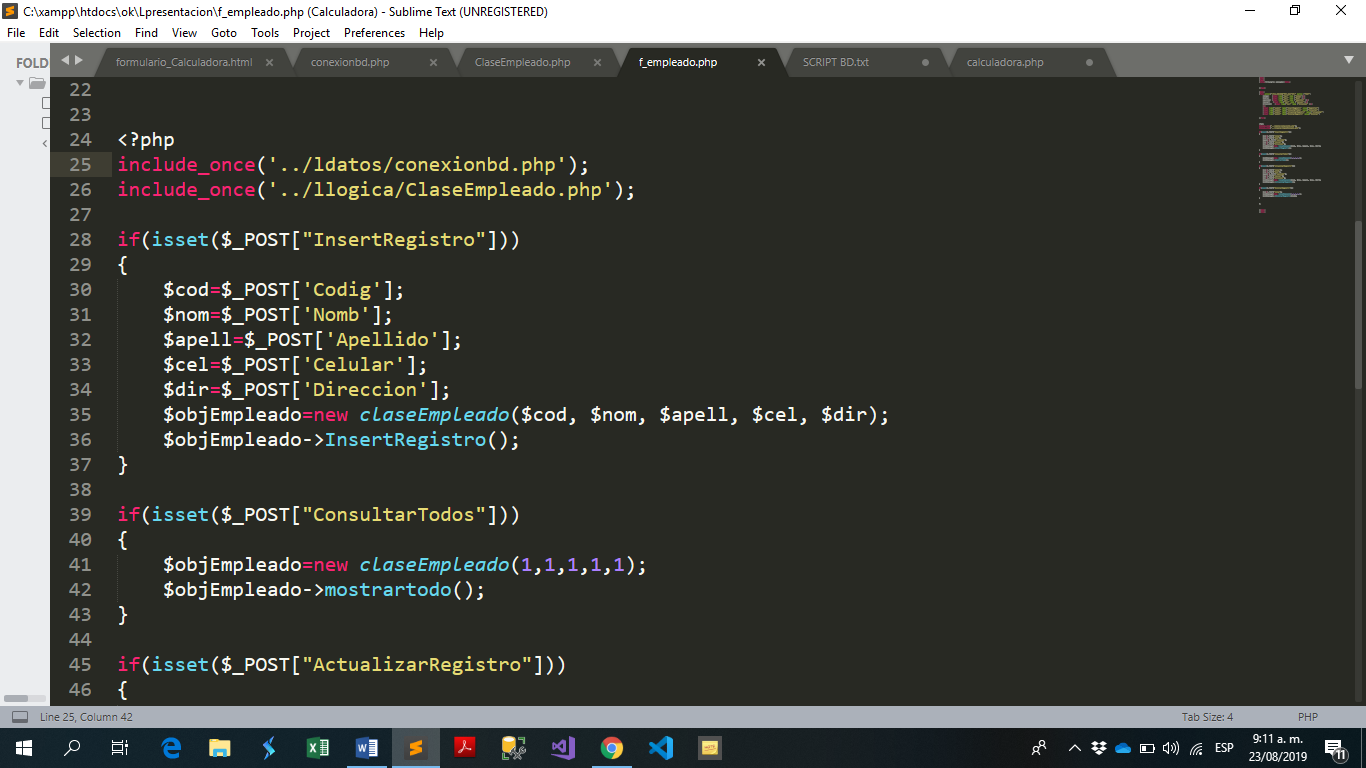 C:\xampp\htdocs\ok\Lpresentacion\f_empleado.php (Calculadora) - Sublime Text (UNREGISTERED)
File Edit Selection Find View Goto Tools Project Preferences Help
FOLD
formulario_Calculadora.html conexionbd.php ClaseEmpleado.php f_empleado.php SCRIPT BD.txt calculadora.php
22
23
24 <?php
25 include_once('../ldatos/conexionbd.php');
26 include_once('../llogica/ClaseEmpleado.php');
27
28 if(isset($_POST["InsertRegistro"]))
29 {
30 $cod=$_POST['Codig'];
31 $nom=$_POST['Nomb'];
32 $apell=$_POST['Apellido'];
33 $cel=$_POST['Celular'];
34 $dir=$_POST['Direccion'];
35 $objEmpleado=new claseEmpleado($cod, $nom, $apell, $cel, $dir);
36 $objEmpleado->InsertRegistro();
37 }
38
39 if(isset($_POST["ConsultarTodos"]))
40 {
41 $objEmpleado=new claseEmpleado(1,1,1,1,1);
42 $objEmpleado->mostrartodo();
43 }
44
45 if(isset($_POST["ActualizarRegistro"]))
46 {
Line 25, Column 42 Tab Size: 4 PHP
ESP
9:11 a. m.
23/08/2019
11